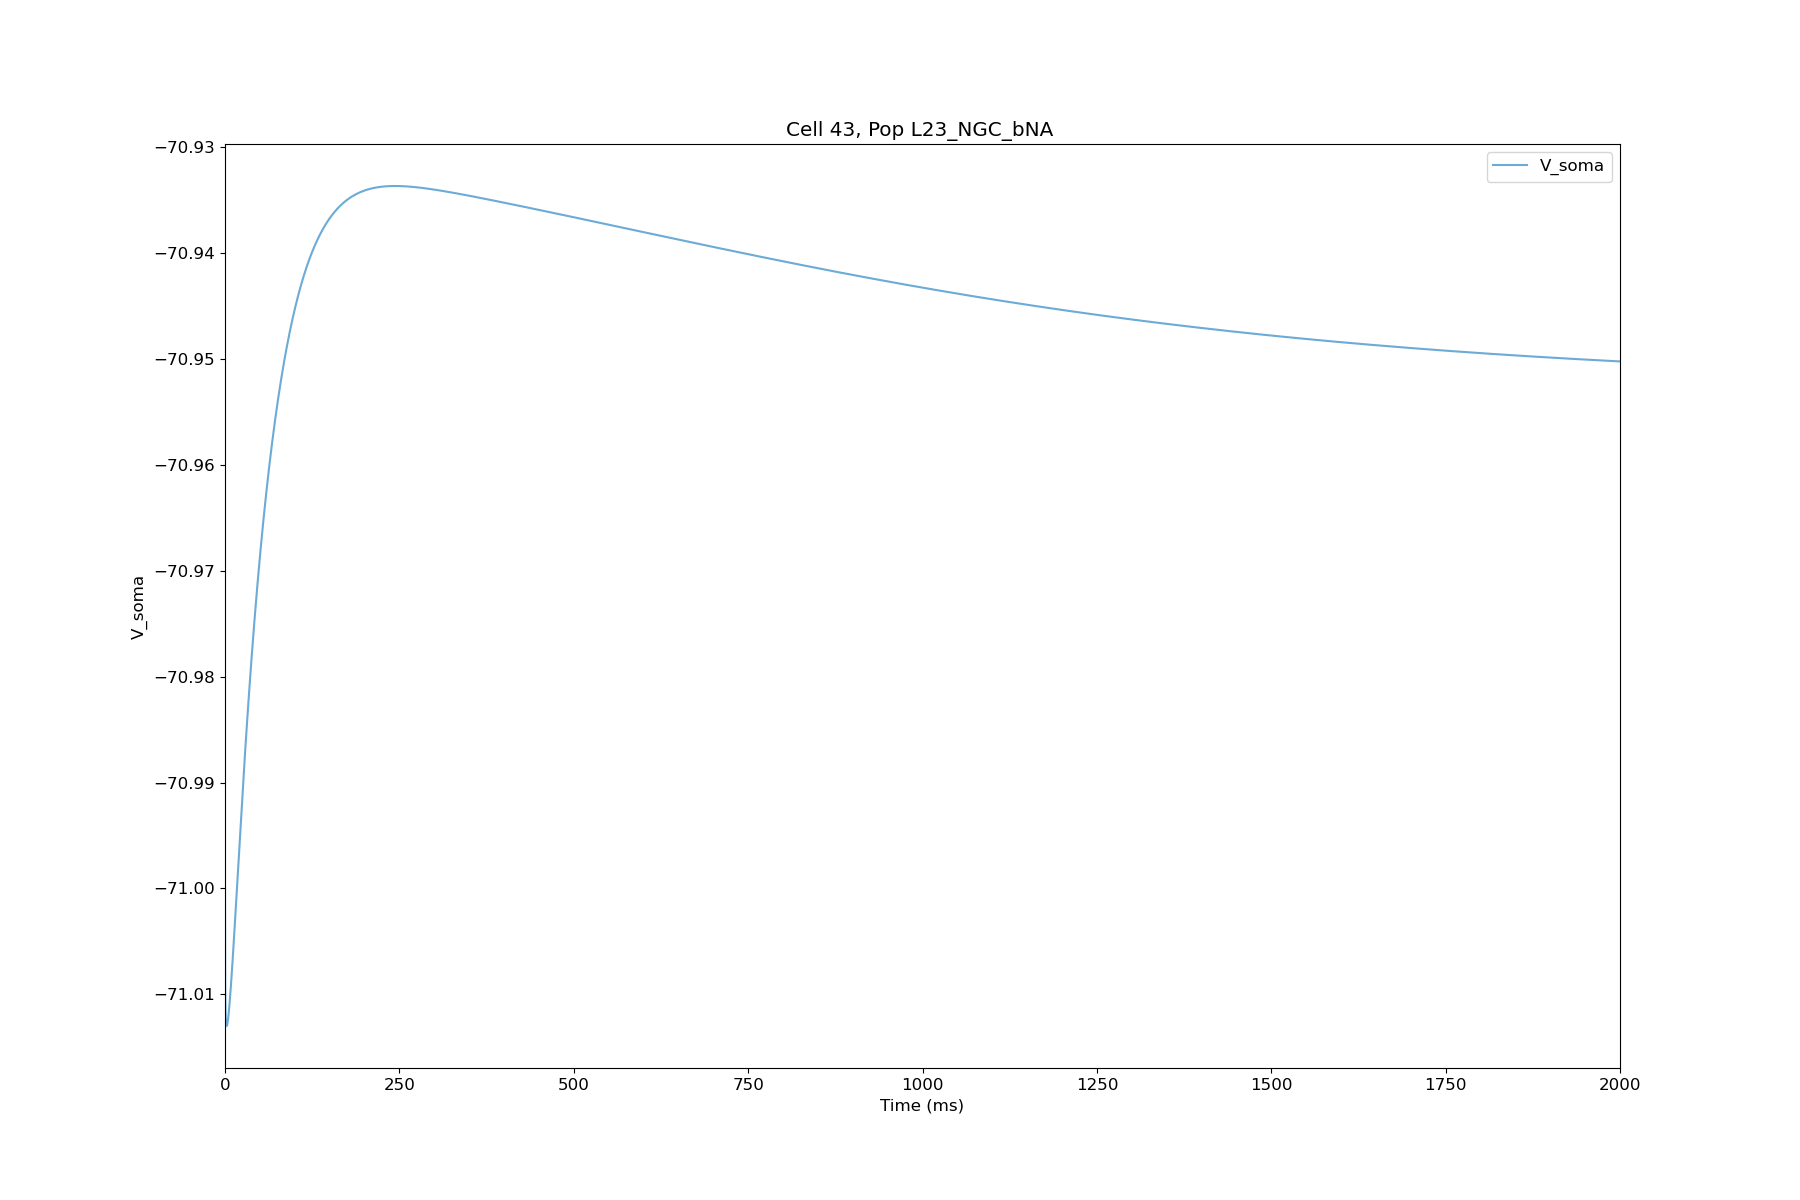 Cell 43, Pop L23_NGC_bNA
V_soma
−70.93
−70.94
−70.95
−70.96
−70.97
−70.98
−70.99
−71.00
−71.01
V_soma
0 250 500 750 1000 1250 1500 1750 2000
Time (ms)